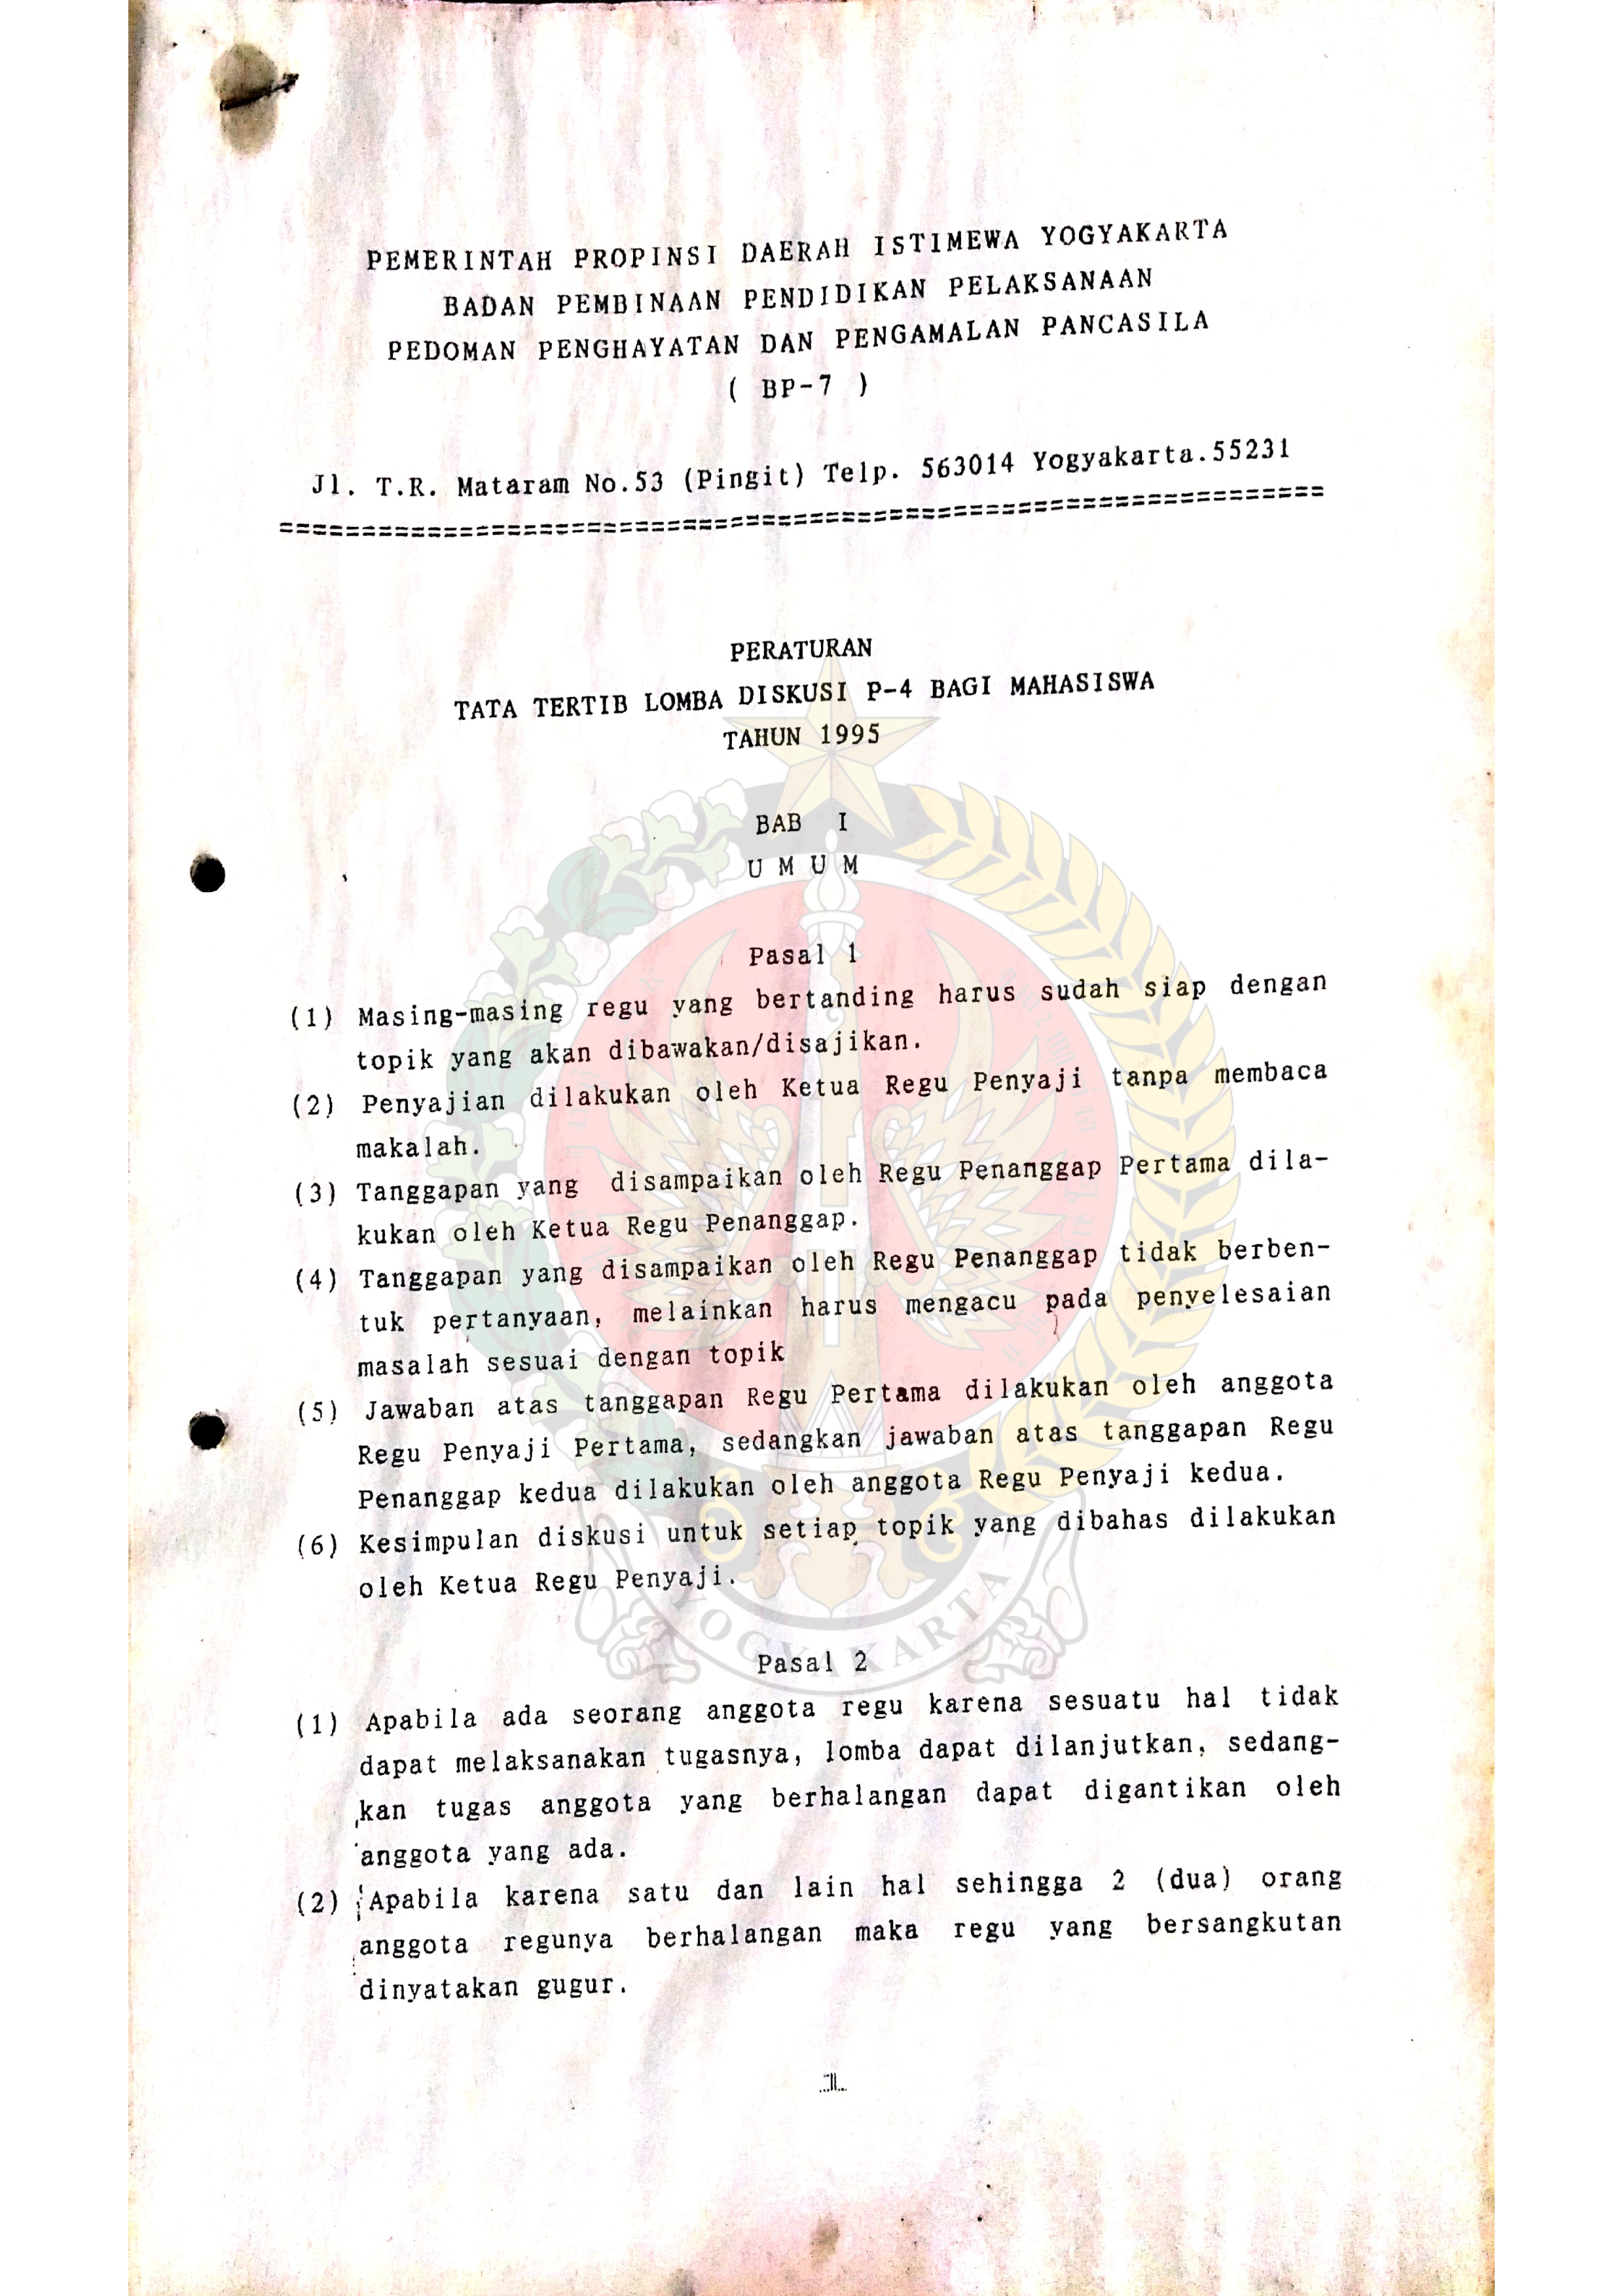 PEMERINTAH PROPINSI DAERAH ISTIMEWA YOGYAKARTA
BADAN PEMBINAAN PENDIDIKAN PELAKSANAAN
PEDOMAN PENGHAYATAN DAN PENGAMALAN PANCASILA
( BP-7 )
Jl. T.R. Mataram No.53 (Pingit) Telp. 563014 Yogyakarta.55231
=================================================================
PERATURAN
TATA TERTIB LOMBA DISKUSI P-4 BAGI MAHASISWA
TAHUN 1995
BAB I
U M U M
Pasal 1
(1) Masing-masing regu yang bertanding harus sudah siap dengan
topik yang akan dibawakan/disajikan.
(2) Penyajian dilakukan oleh Ketua Regu Penyaji tanpa membaca
makalah.
(3) Tanggapan yang disampaikan oleh Regu Penanggap Pertama dila-
kukan oleh Ketua Regu Penanggap.
(4) Tanggapan yang disampaikan oleh Regu Penanggap tidak berben-
tuk pertanyaan, melainkan harus mengacu pada penyelesaian
masalah sesuai dengan topik
(5) Jawaban atas tanggapan Regu Pertama dilakukan oleh anggota
Regu Penyaji Pertama, sedangkan jawaban atas tanggapan Regu
Penanggap kedua dilakukan oleh anggota Regu Penyaji kedua.
(6) Kesimpulan diskusi untuk setiap topik yang dibahas dilakukan
oleh Ketua Regu Penyaji.
YOGYAKARTA
Pasal 2
(1) Apabila ada seorang anggota regu karena sesuatu hal tidak
dapat melaksanakan tugasnya, lomba dapat dilanjutkan, sedang-
kan tugas anggota yang berhalangan dapat digantikan oleh
anggota yang ada.
(2) Apabila karena satu dan lain hal sehingga 2 (dua) orang
anggota regunya berhalangan maka regu yang bersangkutan
dinyatakan gugur.
1